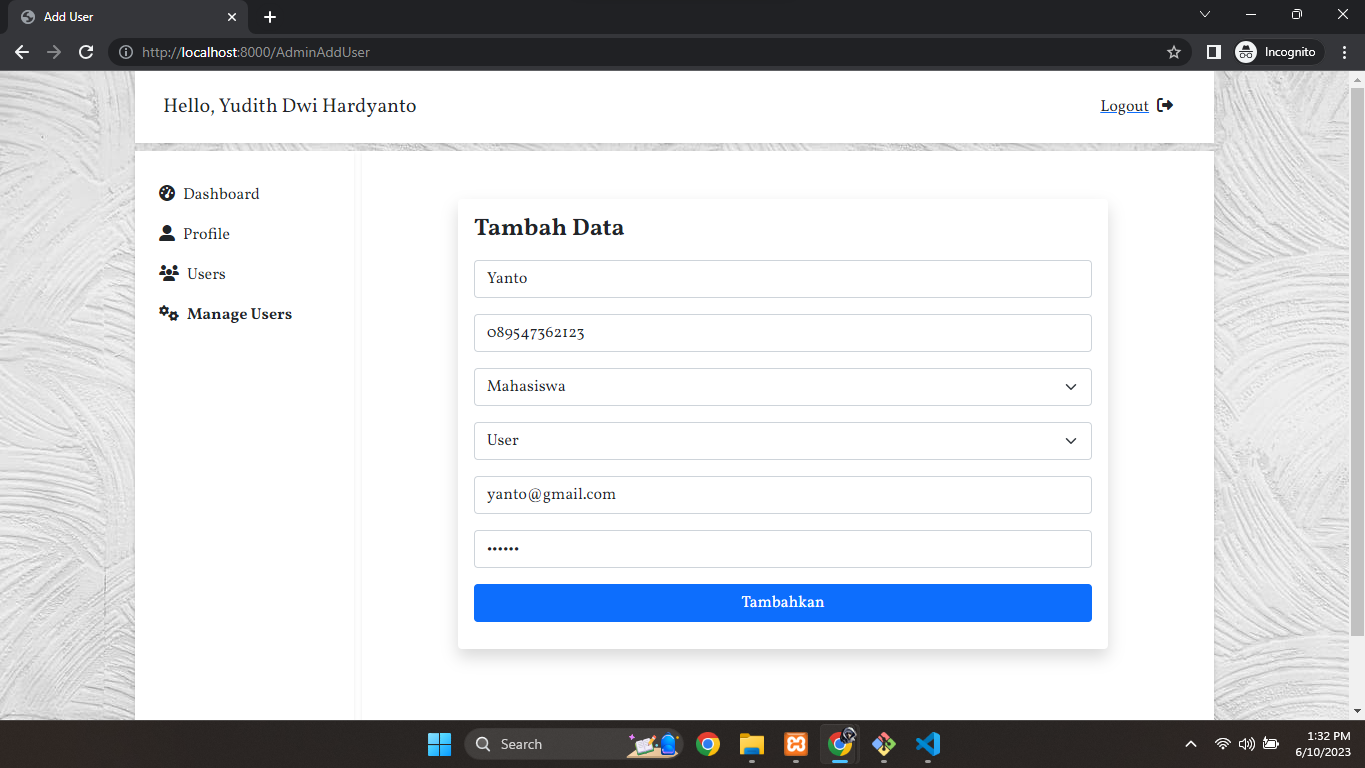 Add User
http://localhost:8000/AdminAddUser
Incognito
Hello, Yudith Dwi Hardyanto
Logout
Dashboard
Profile
Users
Manage Users
Tambah Data
Yanto
089547362123
Mahasiswa
User
yanto@gmail.com
••••••
Tambahkan
Search
1:32 PM
6/10/2023